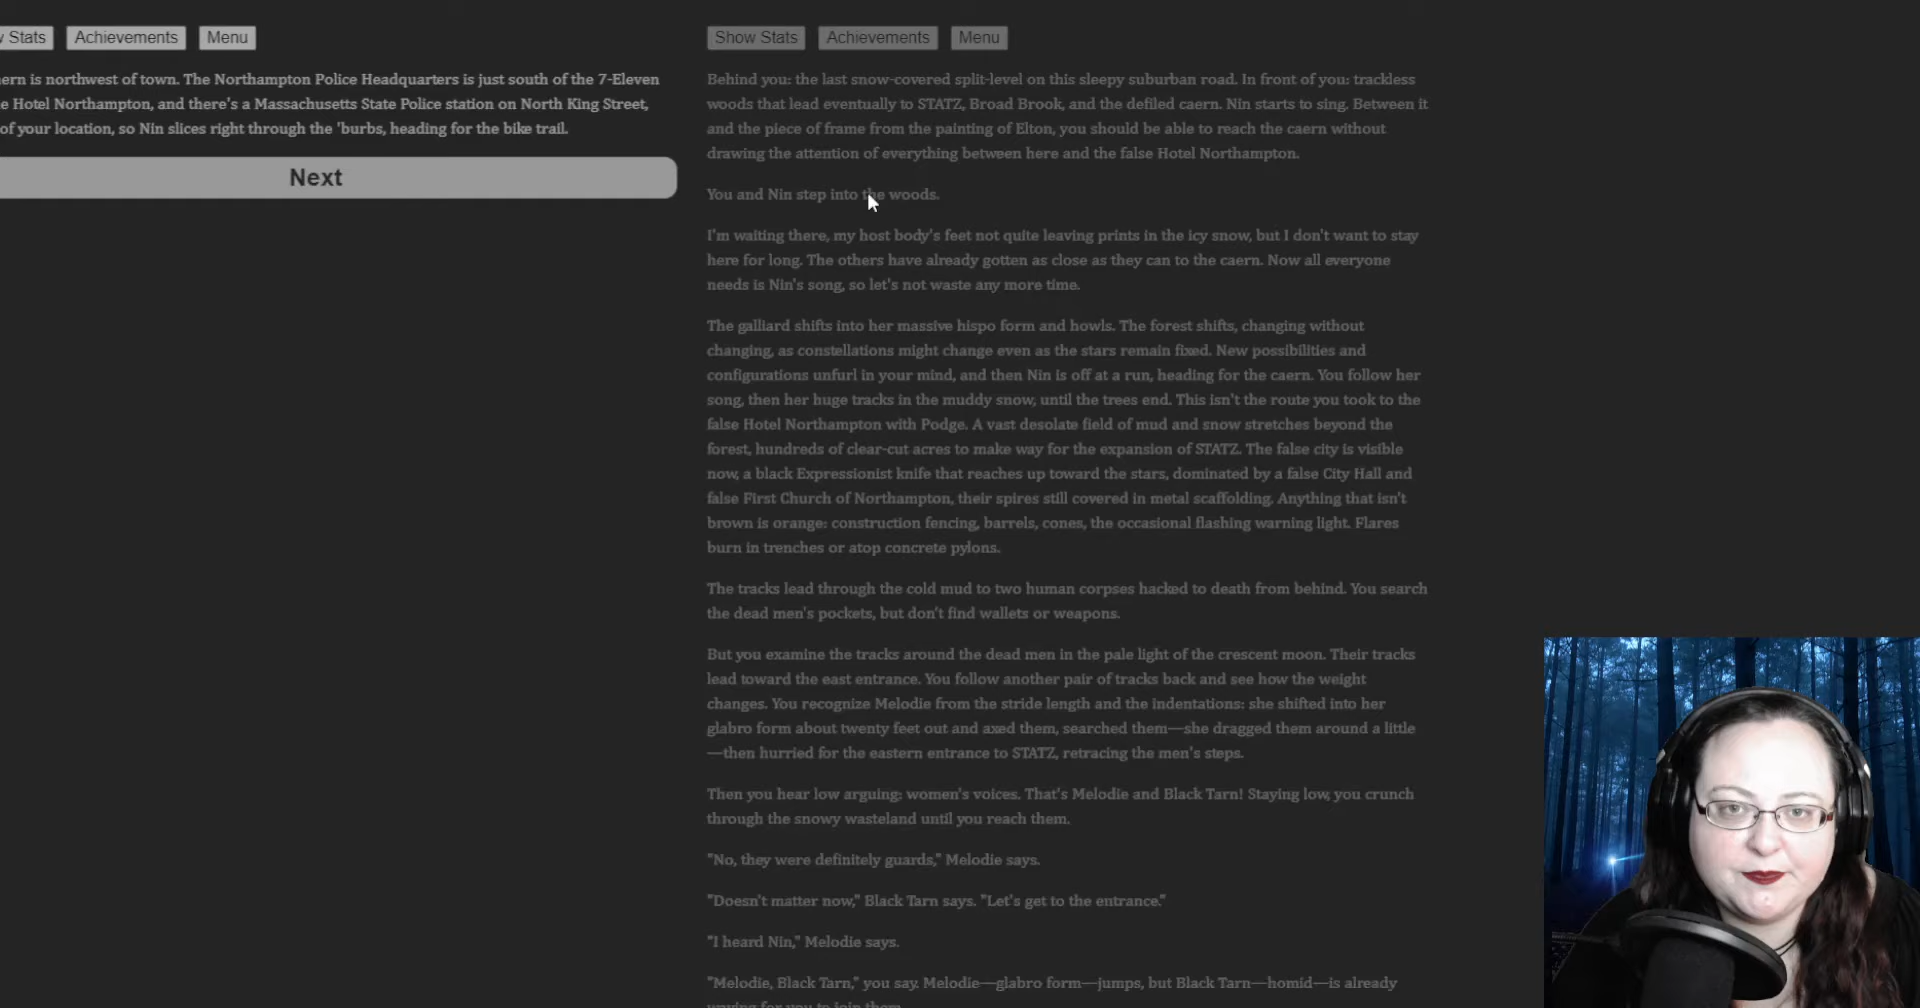 Stats
Achievements
Menu
ern is northwest of town. The Northampton Police Headquarters is just south of the 7-Eleven
e Hotel Northampton, and there's a Massachusetts State Police station on North King Street,
of your location, so Nin slices right through the 'burbs, heading for the bike trail.
Next
Show Stats
Achievements
Menu
Behind you: the last snow-covered split-level on this sleepy suburban road. In front of you: trackless
woods that lead eventually to STATZ, Broad Brook, and the defiled caern. Nin starts to sing. Between it
and the piece of frame from the painting of Elton, you should be able to reach the caern without
drawing the attention of everything between here and the false Hotel Northampton.
You and Nin step into the woods.
I'm waiting there, my host body's feet not quite leaving prints in the icy snow, but I don't want to stay
here for long. The others have already gotten as close as they can to the caern. Now all everyone
needs is Nin's song, so let's not waste any more time.
The galliard shifts into her massive hispo form and howls. The forest shifts, changing without
changing, as constellations might change even as the stars remain fixed. New possibilities and
configurations unfurl in your mind, and then Nin is off at a run, heading for the caern. You follow her
song, then her huge tracks in the muddy snow, until the trees end. This isn't the route you took to the
false Hotel Northampton with Podge. A vast desolate field of mud and snow stretches beyond the
forest, hundreds of clear-cut acres to make way for the expansion of STATZ. The false city is visible
now, a black Expressionist knife that reaches up toward the stars, dominated by a false City Hall and
false First Church of Northampton, their spires still covered in metal scaffolding. Anything that isn't
brown is orange: construction fencing, barrels, cones, the occasional flashing warning light. Flares
burn in trenches or atop concrete pylons.
The tracks lead through the cold mud to two human corpses hacked to death from behind. You search
the dead men's pockets, but don't find wallets or weapons.
But you examine the tracks around the dead men in the pale light of the crescent moon. Their tracks
lead toward the east entrance. You follow another pair of tracks back and see how the weight
changes. You recognize Melodie from the stride length and the indentations: she shifted into her
glabro form about twenty feet out and axed them, searched them—she dragged them around a little
—then hurried for the eastern entrance to STATZ, retracing the men's steps.
Then you hear low arguing: women's voices. That's Melodie and Black Tarn! Staying low, you crunch
through the snowy wasteland until you reach them.
"No, they were definitely guards," Melodie says.
"Doesn't matter now," Black Tarn says. "Let's get to the entrance."
"I heard Nin," Melodie says.
"Melodie, Black Tarn," you say. Melodie—glabro form—jumps, but Black Tarn—homid—is already
waving for you to join them.